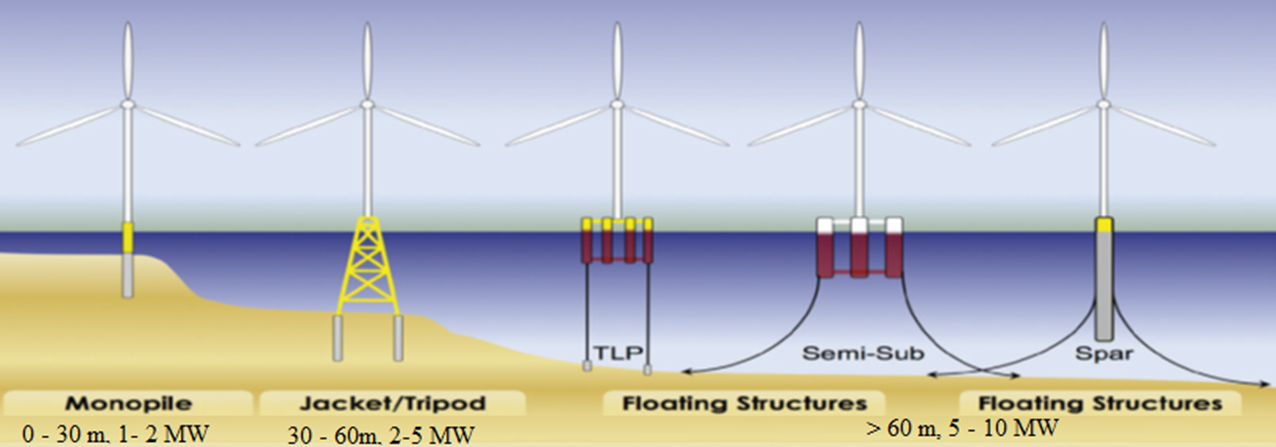 TLP
Semi-Sub
Spar
Monopile
Jacket/Tripod
Floating Structures
Floating Structures
0 - 30 m, 1- 2 MW
30 - 60m, 2-5 MW
> 60 m, 5 - 10 MW